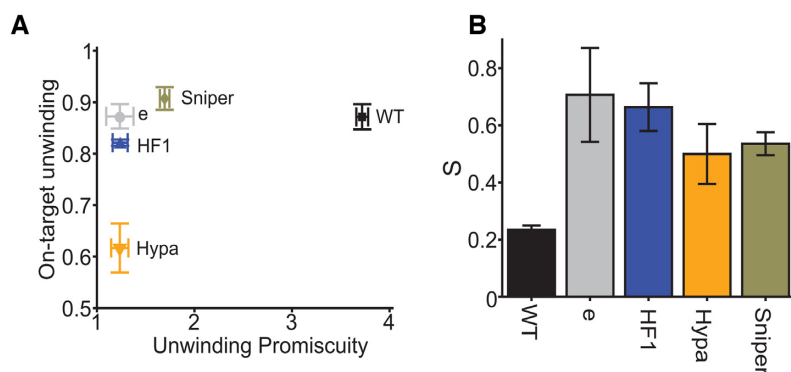 A
On-target unwinding
1
0.9
0.8
0.7
0.6
0.5
e
Sniper
WT
HF1
Hypa
1
2
3
4
Unwinding Promiscuity
B
S
0.8
0.6
0.4
0.2
0
WT
e
HF1
Hypa
Sniper